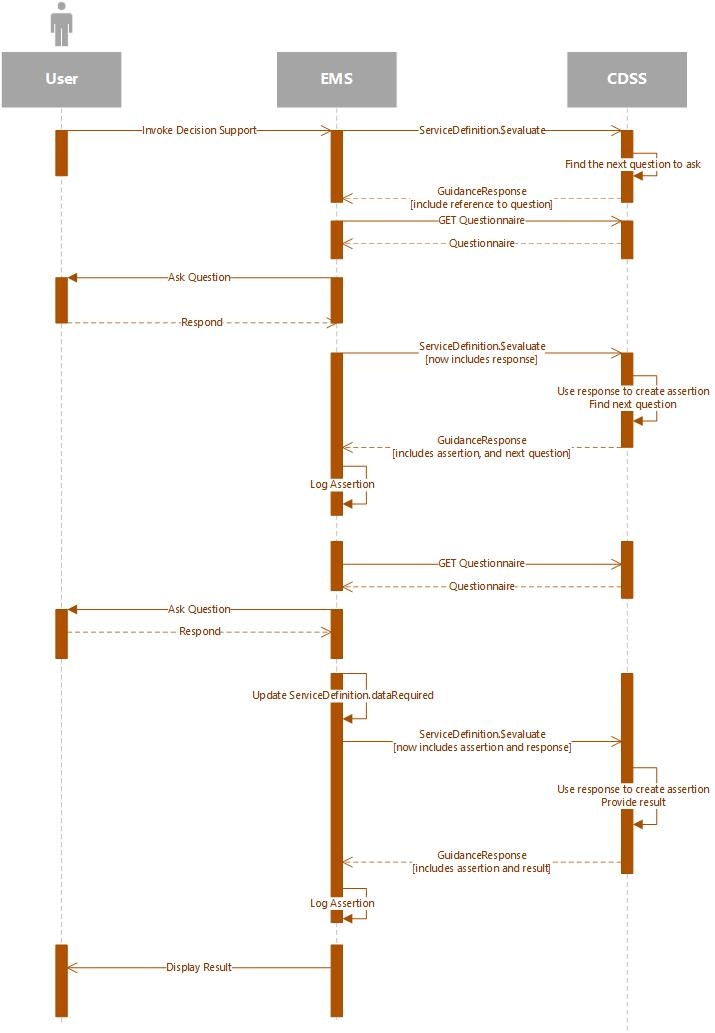 User
EMS
CDSS
Invoke Decision Support
ServiceDefinition.$evaluate
Find the next question to ask
GuidanceResponse
[include reference to question]
GET Questionnaire
Questionnaire
Ask Question
Respond
ServiceDefinition.$evaluate
[now includes response]
Use response to create assertion
Find next question
GuidanceResponse
[includes assertion, and next question]
Log Assertion
GET Questionnaire
Questionnaire
Ask Question
Respond
Update ServiceDefinition.dataRequired
ServiceDefinition.$evaluate
[now includes assertion and response]
Use response to create assertion
Provide result
GuidanceResponse
[includes assertion and result]
Log Assertion
Display Result